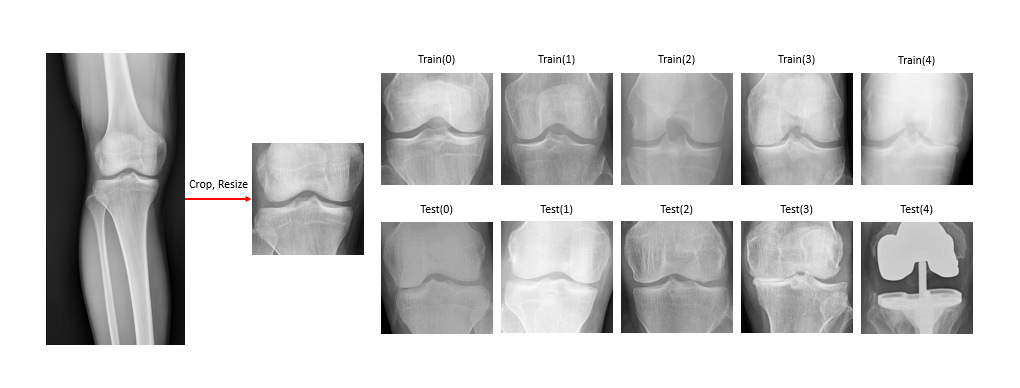 Train(0)
Train(1)
Train(2)
Train(3)
Train(4)
Crop, Resize
Test(0)
Test(1)
Test(2)
Test(3)
Test(4)